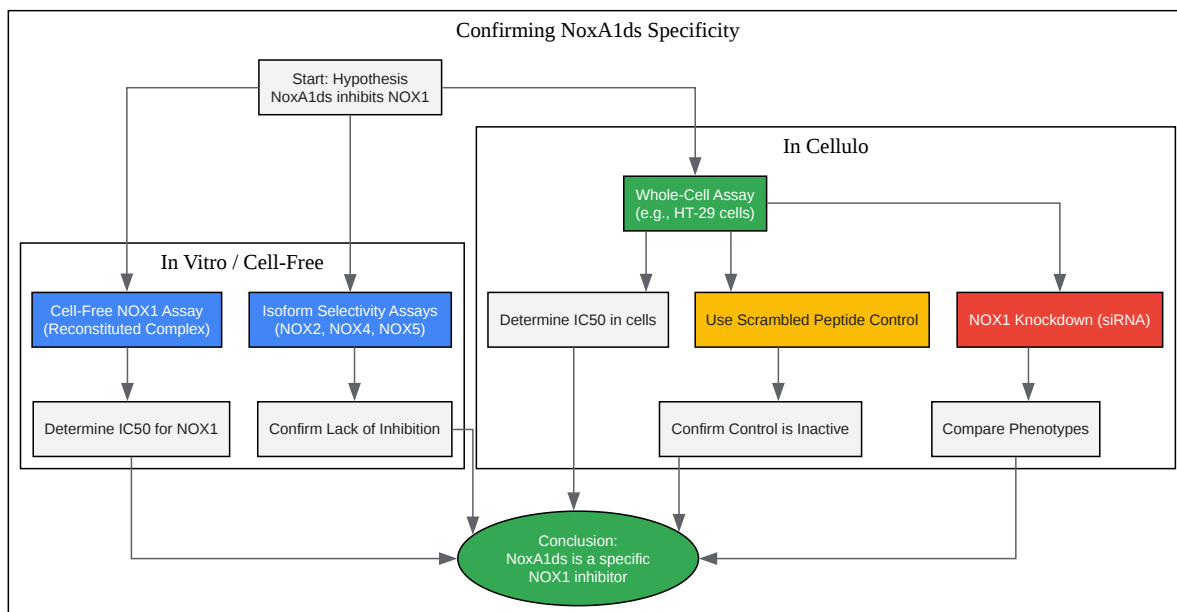 Confirming NoxA1ds Specificity
Start: Hypothesis
NoxA1ds inhibits NOX1
In Cellulo
Whole-Cell Assay
(e.g., HT-29 cells)
In Vitro / Cell-Free
Cell-Free NOX1 Assay
(Reconstituted Complex)
Isoform Selectivity Assays
(NOX2, NOX4, NOX5)
Determine IC50 in cells
Use Scrambled Peptide Control
NOX1 Knockdown (siRNA)
Determine IC50 for NOX1
Confirm Lack of Inhibition
Confirm Control is Inactive
Compare Phenotypes
Conclusion:
NoxA1ds is a specific
NOX1 inhibitor